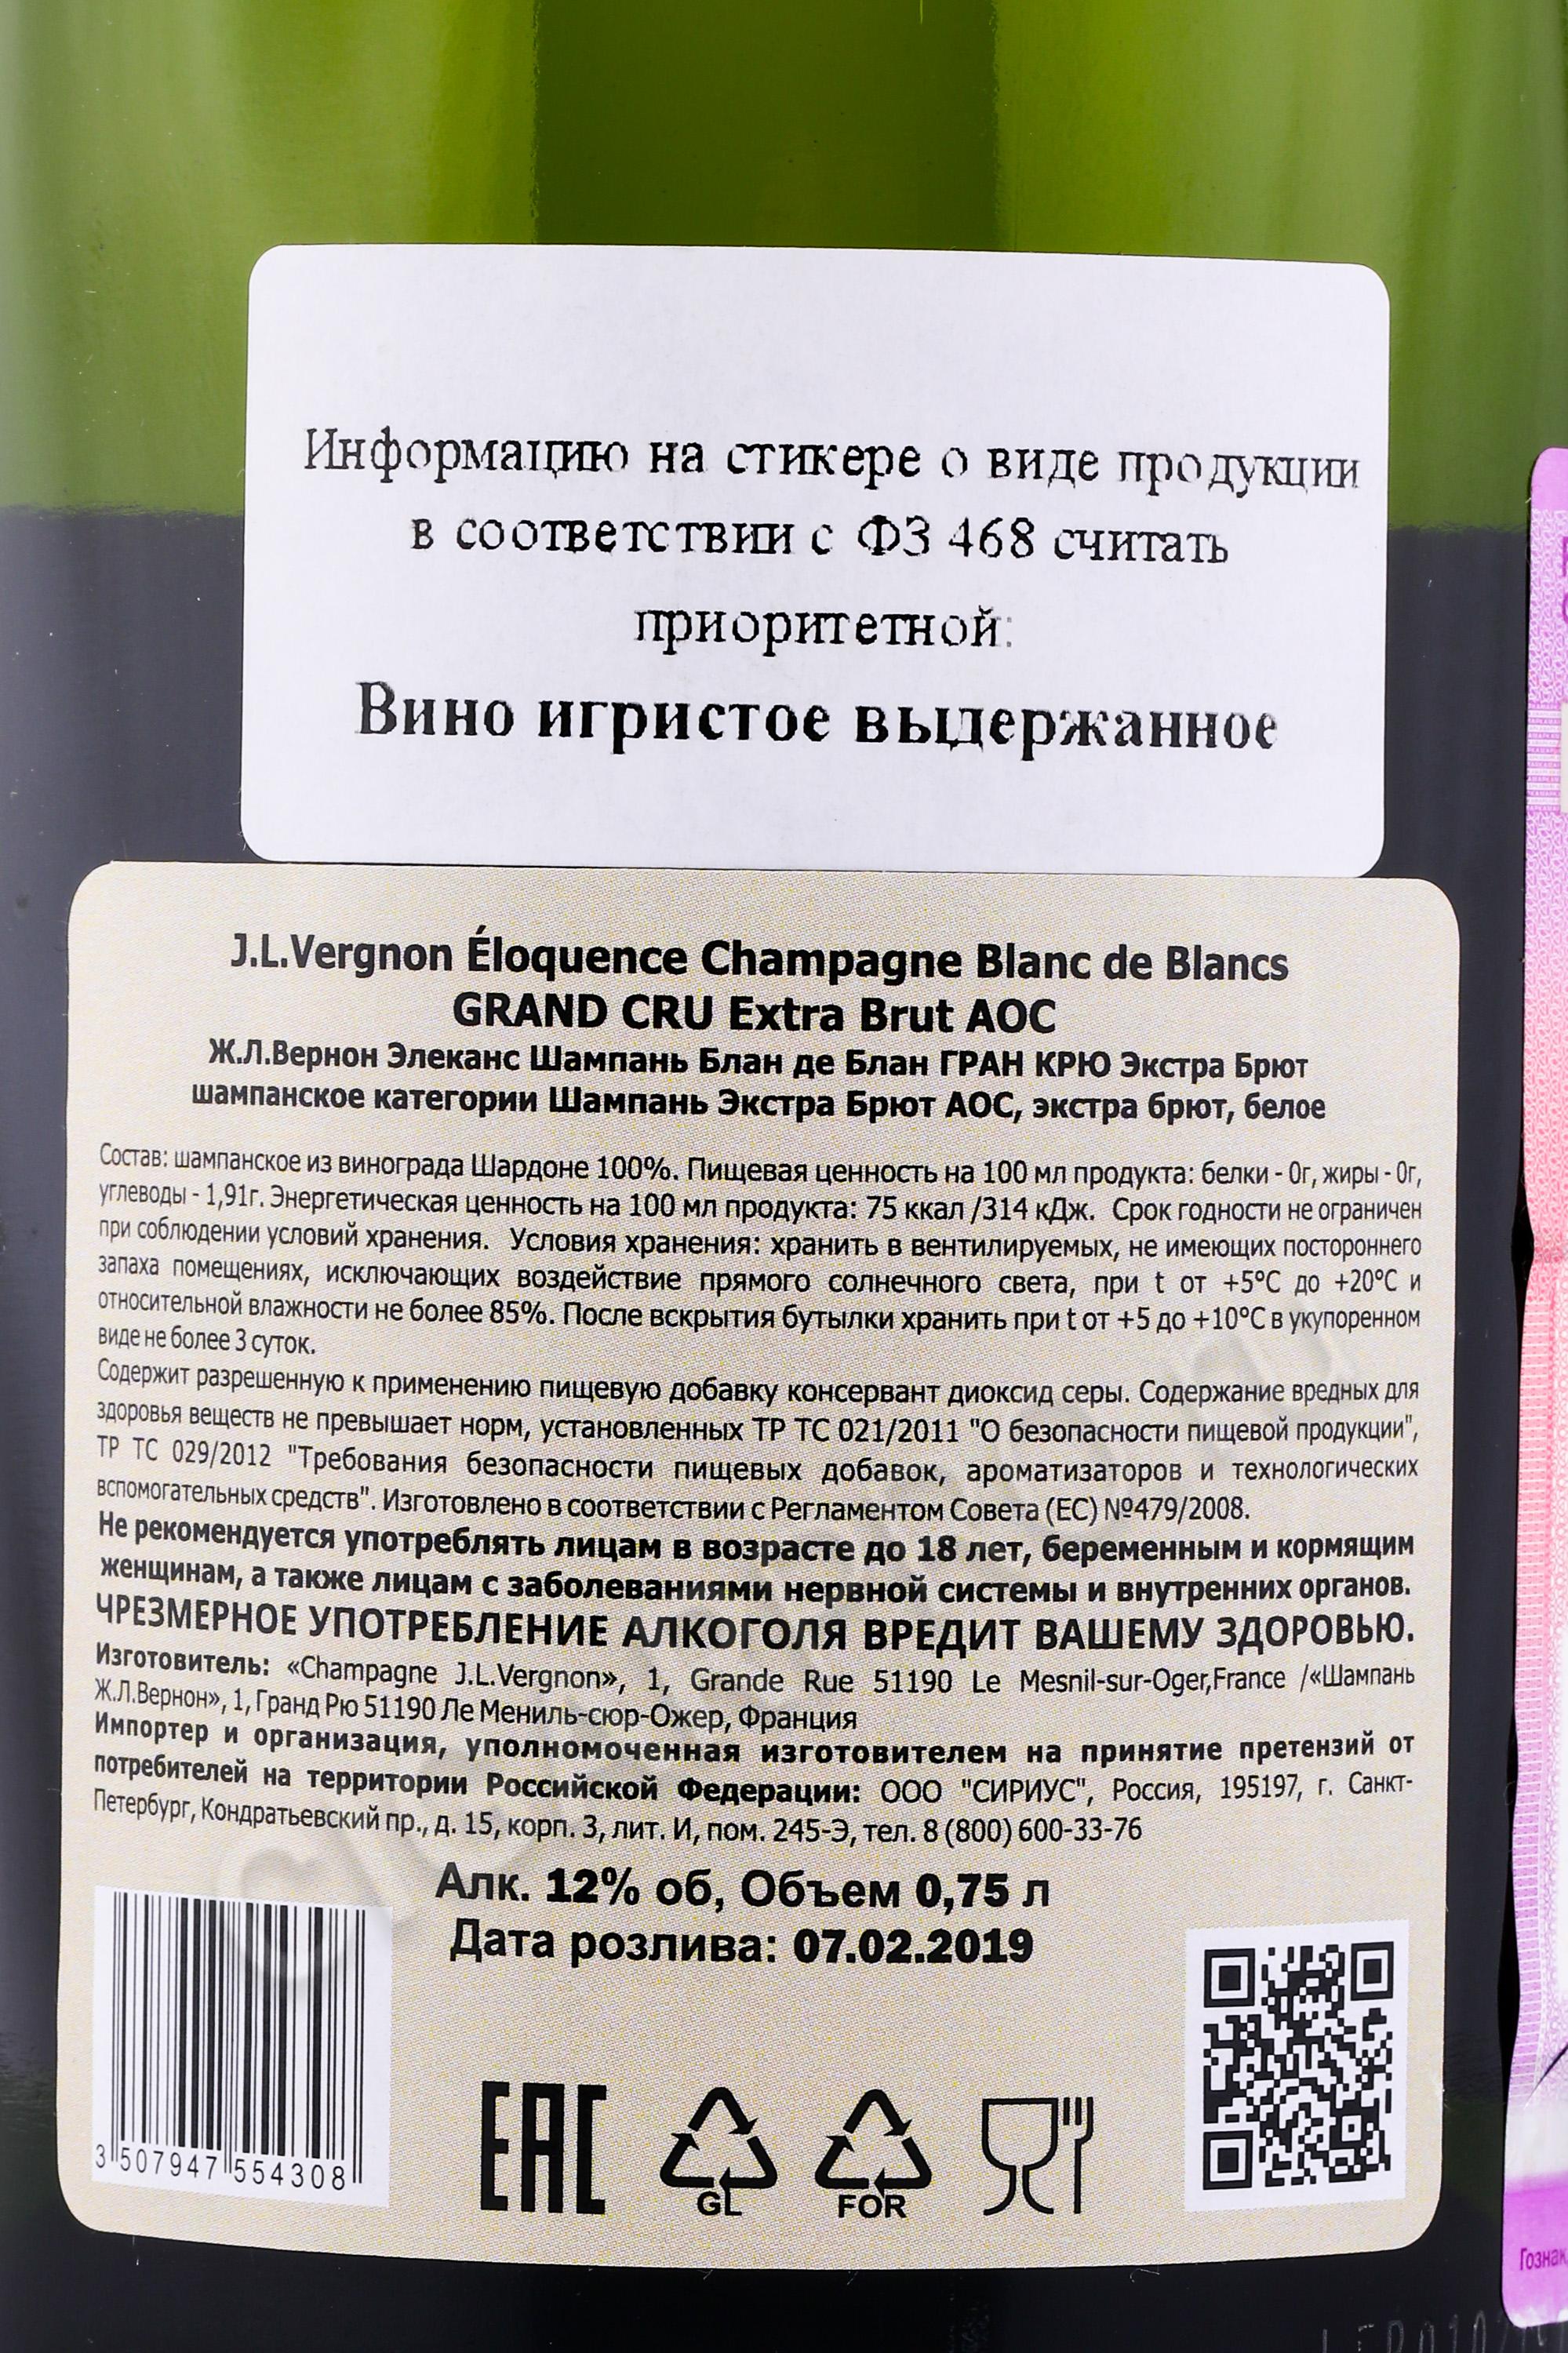 Информацию на стикере о виде продукции
в соответствии с ФЗ 468 считать
приоритетной:
Вино игристое выдержанное
J.L.Vergnon Éloquence Champagne Blanc de Blancs
GRAND CRU Extra Brut AOC
Ж.Л.Вернон Элеканс Шампань Блан де Блан ГРАН КРЮ Экстра Брют
шампанское категории Шампань Экстра Брют АОС, экстра брют, белое
Состав: шампанское из винограда Шардоне 100%. Пищевая ценность на 100 мл продукта: белки - 0г, жиры - 0г,
углеводы - 1,91г. Энергетическая ценность на 100 мл продукта: 75 ккал /314 кДж. Срок годности не ограничен
при соблюдении условий хранения. Условия хранения: хранить в вентилируемых, не имеющих постороннего
запаха помещениях, исключающих воздействие прямого солнечного света, при t от +5°C до +20°C и
относительной влажности не более 85%. После вскрытия бутылки хранить при t от +5 до +10°C в укупоренном
виде не более 3 суток.
Содержит разрешенную к применению пищевую добавку консервант диоксид серы. Содержание вредных для
здоровья веществ не превышает норм, установленных ТР ТС 021/2011 "О безопасности пищевой продукции",
ТР ТС 029/2012 "Требования безопасности пищевых добавок, ароматизаторов и технологических
вспомогательных средств". Изготовлено в соответствии с Регламентом Совета (ЕС) №479/2008.
Не рекомендуется употреблять лицам в возрасте до 18 лет, беременным и кормящим
женщинам, а также лицам с заболеваниями нервной системы и внутренних органов.
ЧРЕЗМЕРНОЕ УПОТРЕБЛЕНИЕ АЛКОГОЛЯ ВРЕДИТ ВАШЕМУ ЗДОРОВЬЮ.
Изготовитель: «Champagne J.L.Vergnon», 1, Grande Rue 51190 Le Mesnil-sur-Oger,France /«Шампань
Ж.Л.Вернон», 1, Гранд Рю 51190 Ле Мениль-сюр-Ожер, Франция
Импортер и организация, уполномоченная изготовителем на принятие претензий от
потребителей на территории Российской Федерации: ООО "СИРИУС", Россия, 195197, г. Санкт-
Петербург, Кондратьевский пр., д. 15, корп. 3, лит. И, пом. 245-Э, тел. 8 (800) 600-33-76
Алк. 12% об, Объем 0,75 л
Дата розлива: 07.02.2019
3 507947 554308
EAC
GL
FOR
Гознак